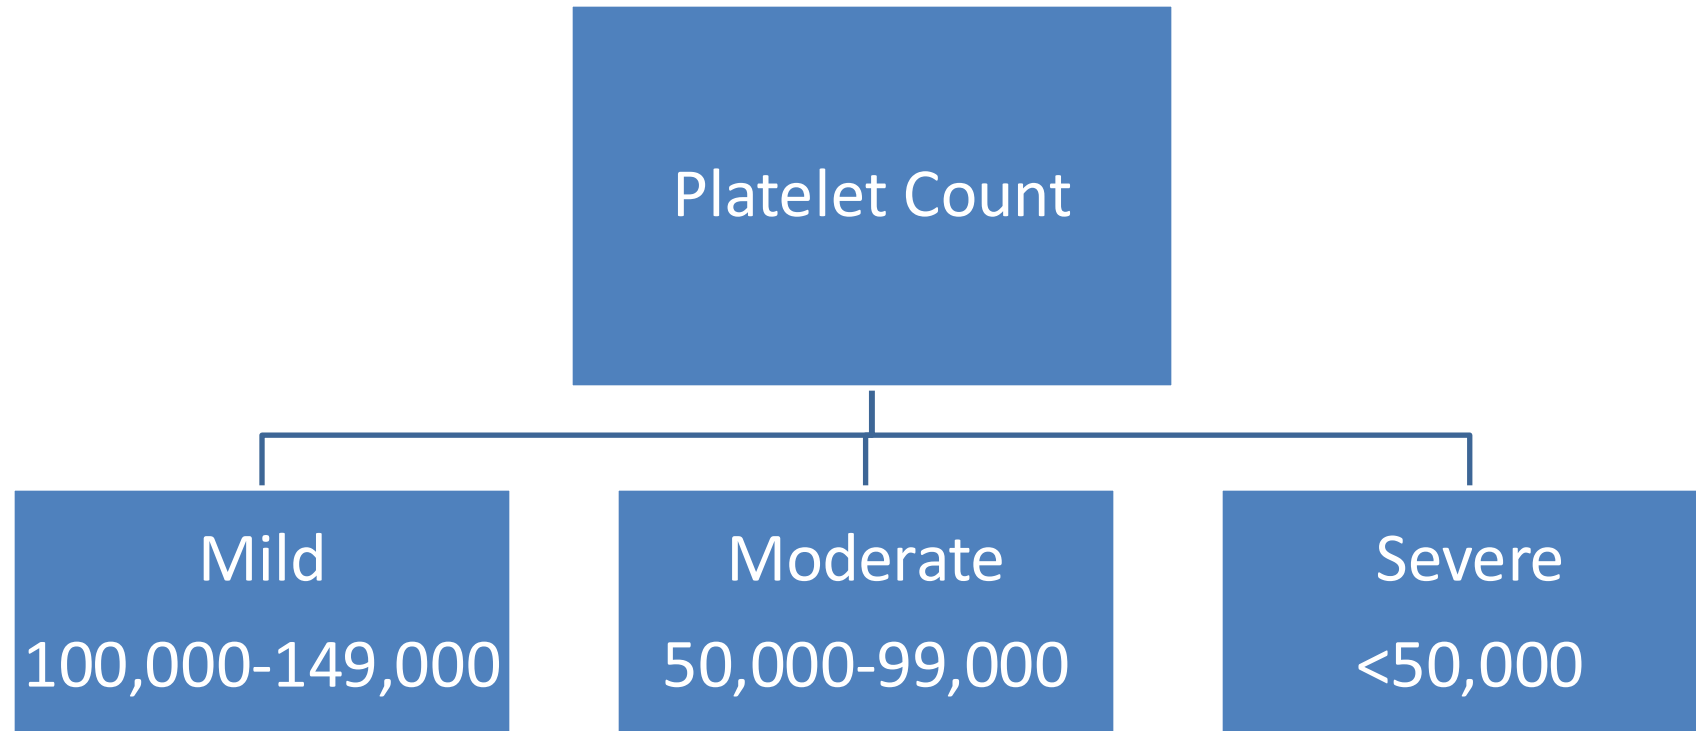 Platelet Count
Mild
100,000-149,000
Moderate
50,000-99,000
Severe
<50,000